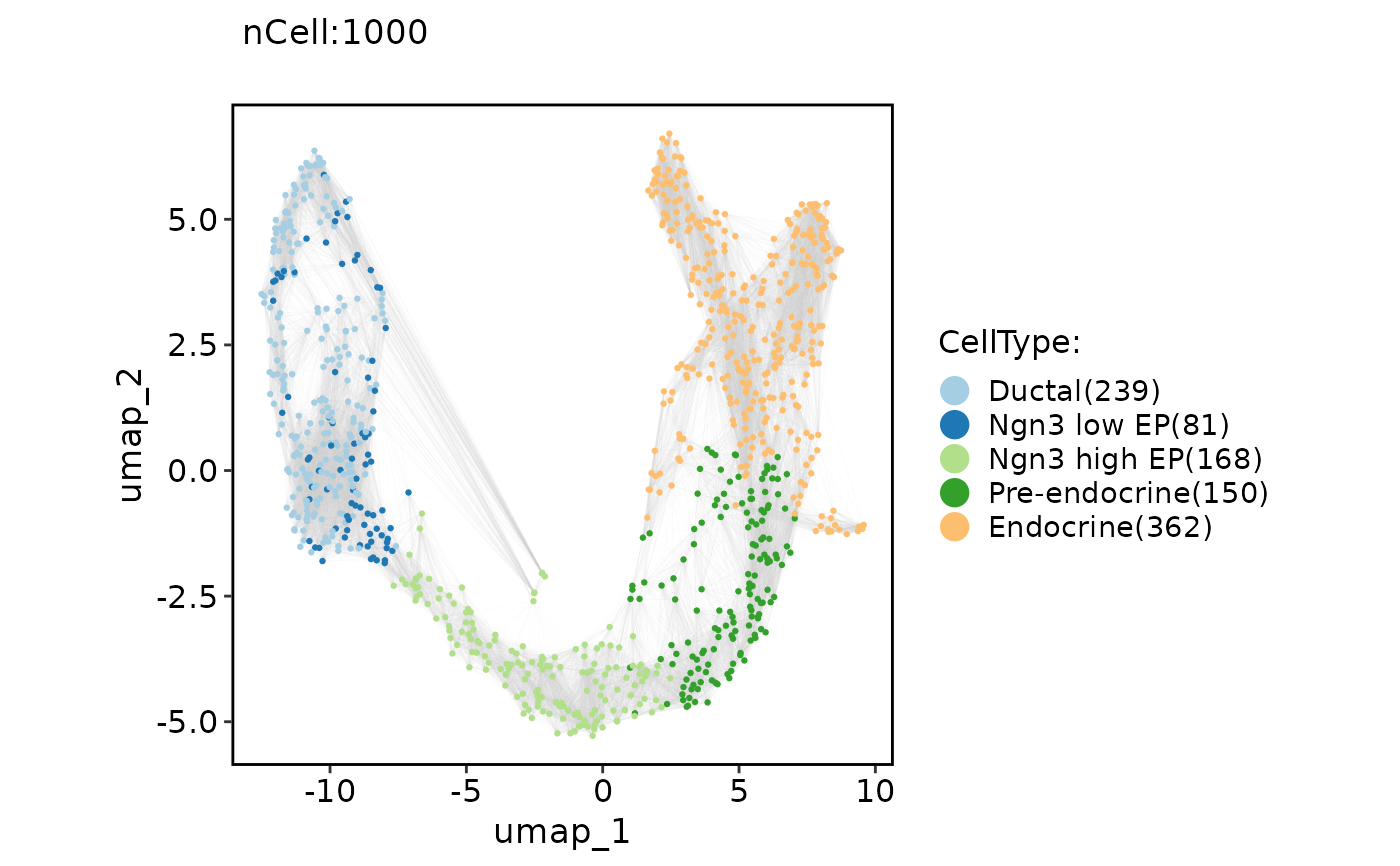 nCell:1000
5.0
2.5
0.0
-2.5
-5.0
umap_2
-10
-5
0
5
10
umap_1
CellType:
Ductal(239)
Ngn3 low EP(81)
Ngn3 high EP(168)
Pre-endocrine(150)
Endocrine(362)